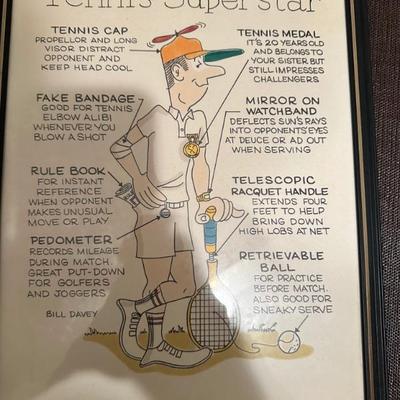 Tennis Superstar
TENNIS CAP
PROPELLOR AND LONG
VISOR DISTRACT
OPPONENT AND
KEEP HEAD COOL
TENNIS MEDAL
IT'S 20 YEARS OLD
AND BELONGS TO
YOUR SISTER BUT
STILL IMPRESSES
CHALLENGERS
FAKE BANDAGE
GOOD FOR TENNIS
ELBOW ALIBI
WHENEVER YOU
BLOW A SHOT
MIRROR ON
WATCHBAND
DEFLECTS SUN'S RAYS
INTO OPPONENT'S EYES
AT DEUCE OR AD OUT
WHEN SERVING
RULE BOOK
FOR INSTANT
REFERENCE
WHEN OPPONENT
MAKES UNUSUAL
MOVE OR PLAY
TELESCOPIC
RACQUET HANDLE
EXTENDS FOUR
FEET TO HELP
BRING DOWN
HIGH LOBS AT NET
PEDOMETER
RECORDS MILEAGE
DURING MATCH.
GREAT PUT-DOWN
FOR GOLFERS
AND JOGGERS
RETRIEVABLE
BALL
FOR PRACTICE
BEFORE MATCH.
ALSO GOOD FOR
SNEAKY SERVE
BILL DAVEY